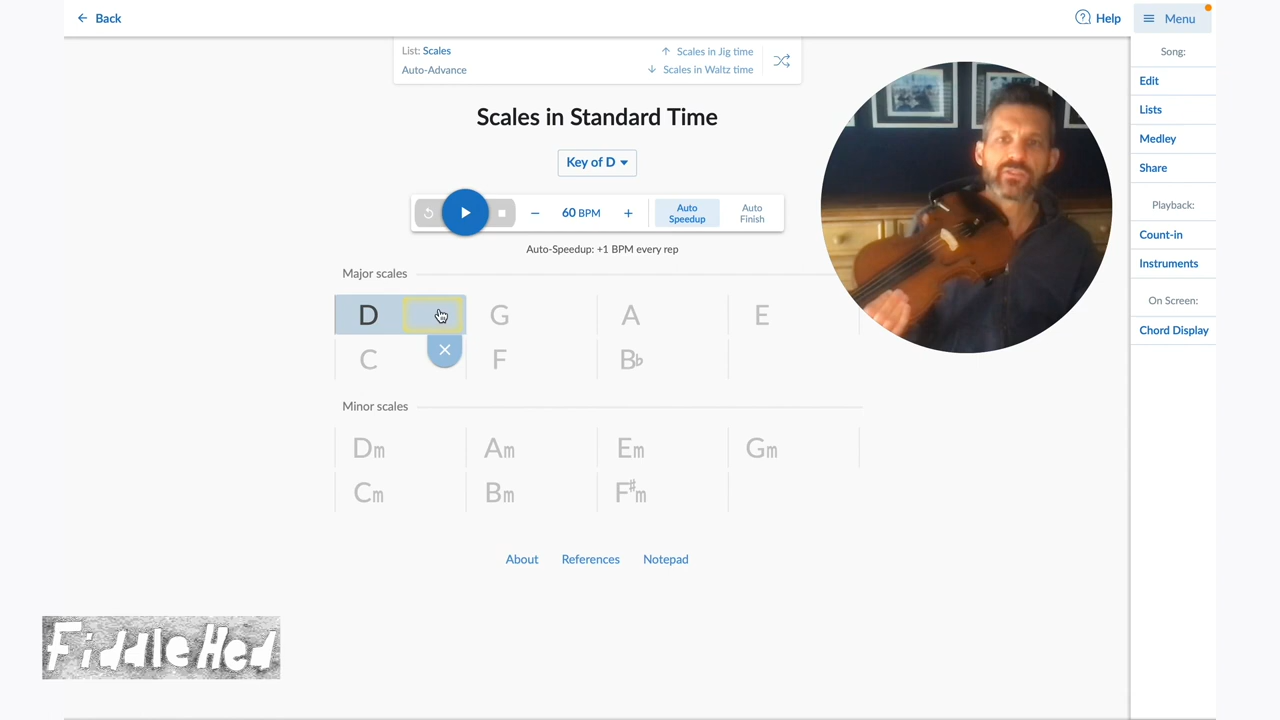 Back
Help
Menu
List: Scales
Scales in Jig time
Auto-Advance
Scales in Waltz time
Scales in Standard Time
Key of D
60 BPM
Auto Speedup
Auto Finish
Auto-Speedup: +1 BPM every rep
Major scales
D G A E
C F B♭
Minor scales
Dm Am Em Gm
Cm Bm F♯m
About References Notepad
Song:
Edit
Lists
Medley
Share
Playback:
Count-in
Instruments
On Screen:
Chord Display
FiddleHed